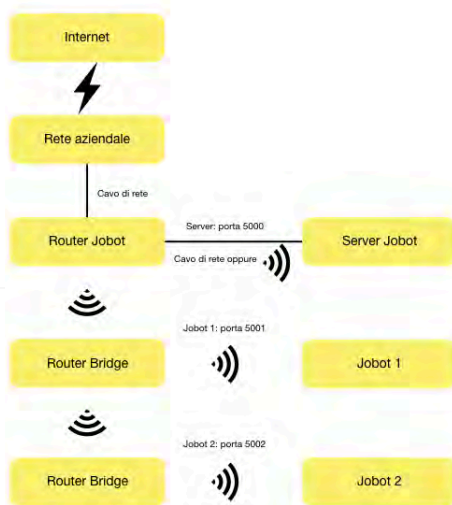 Internet
Rete aziendale
Cavo di rete
Server: porta 5000
Router Jobot
Server Jobot
Cavo di rete oppure
Jobot 1: porta 5001
Router Bridge
Jobot 1
Jobot 2: porta 5002
Router Bridge
Jobot 2